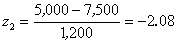 z₂ = (5,000 − 7,500) / 1,200 = −2.08